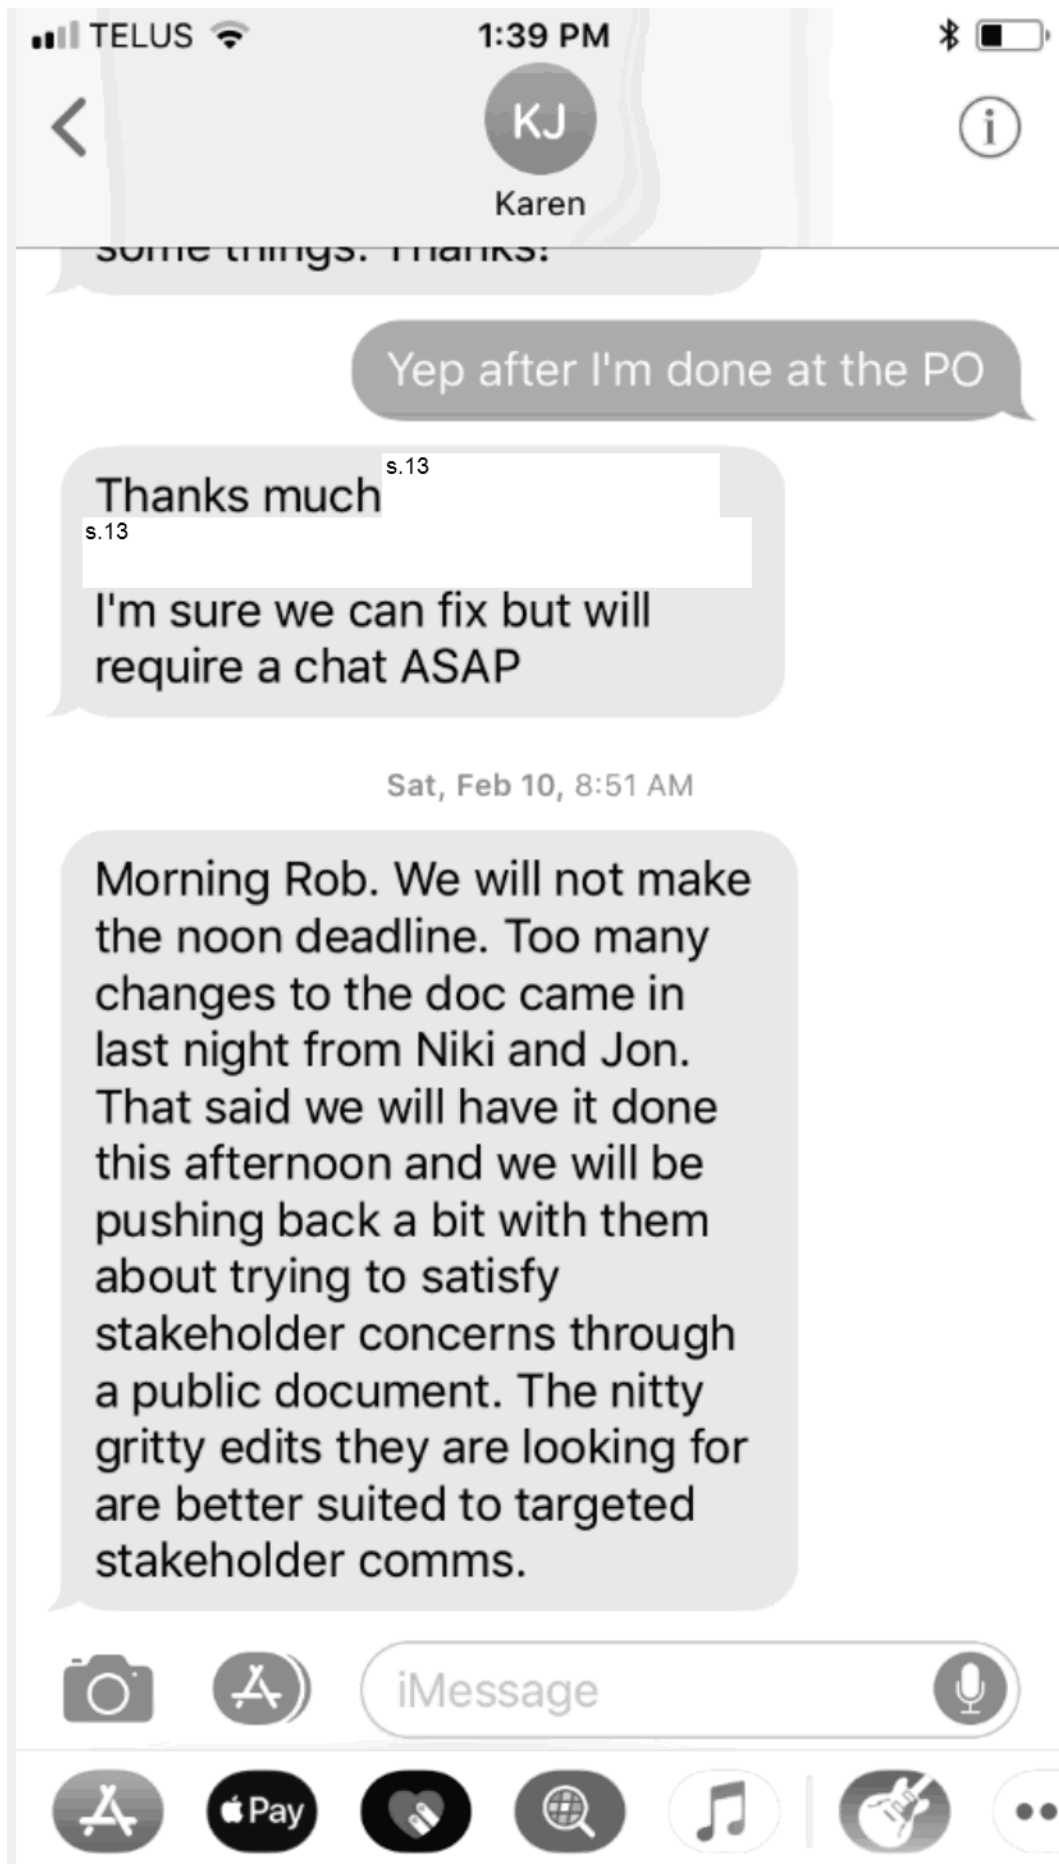 TELUS 1:39 PM
KJ
i
Karen
some things. Thanks!
Yep after I'm done at the PO
Thanks much s.13
s.13
I'm sure we can fix but will
require a chat ASAP
Sat, Feb 10, 8:51 AM
Morning Rob. We will not make
the noon deadline. Too many
changes to the doc came in
last night from Niki and Jon.
That said we will have it done
this afternoon and we will be
pushing back a bit with them
about trying to satisfy
stakeholder concerns through
a public document. The nitty
gritty edits they are looking for
are better suited to targeted
stakeholder comms.
iMessage
Pay